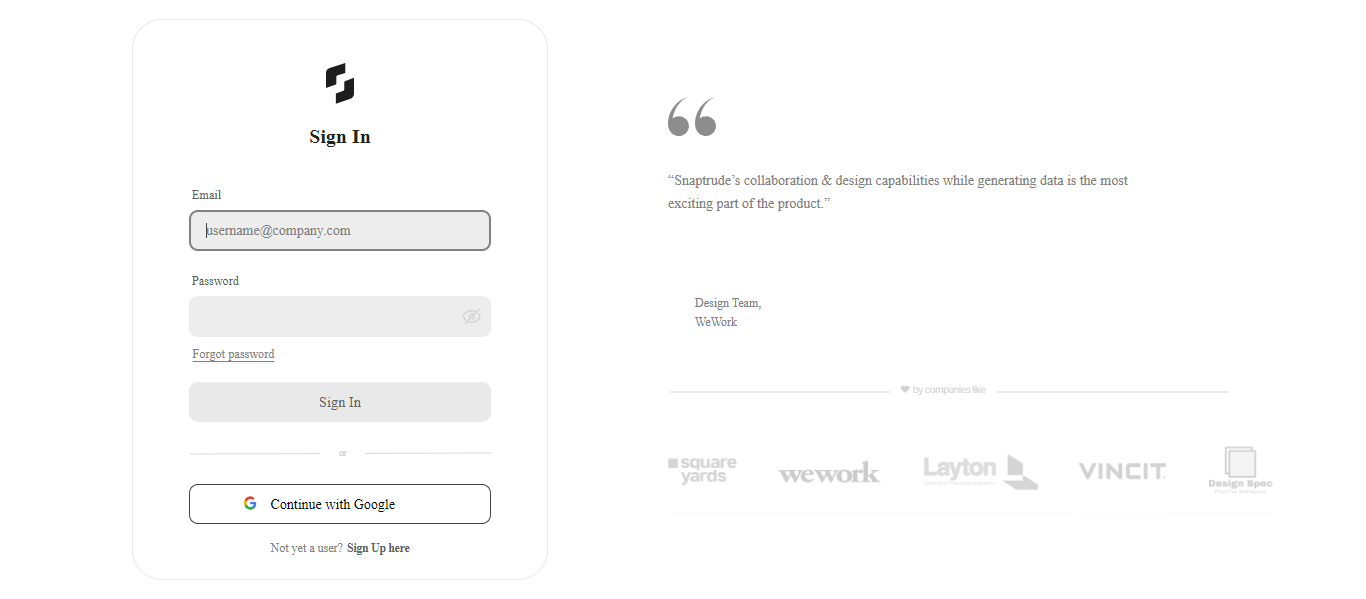 Sign In
Email
username@company.com
Password
Forgot password
Sign In
or
Continue with Google
Not yet a user? Sign Up here
“Snaptrude’s collaboration & design capabilities while generating data is the most
exciting part of the product.”
Design Team,
WeWork
by companies like
square
yards
wework
Layton
VINCIT
Design Spec